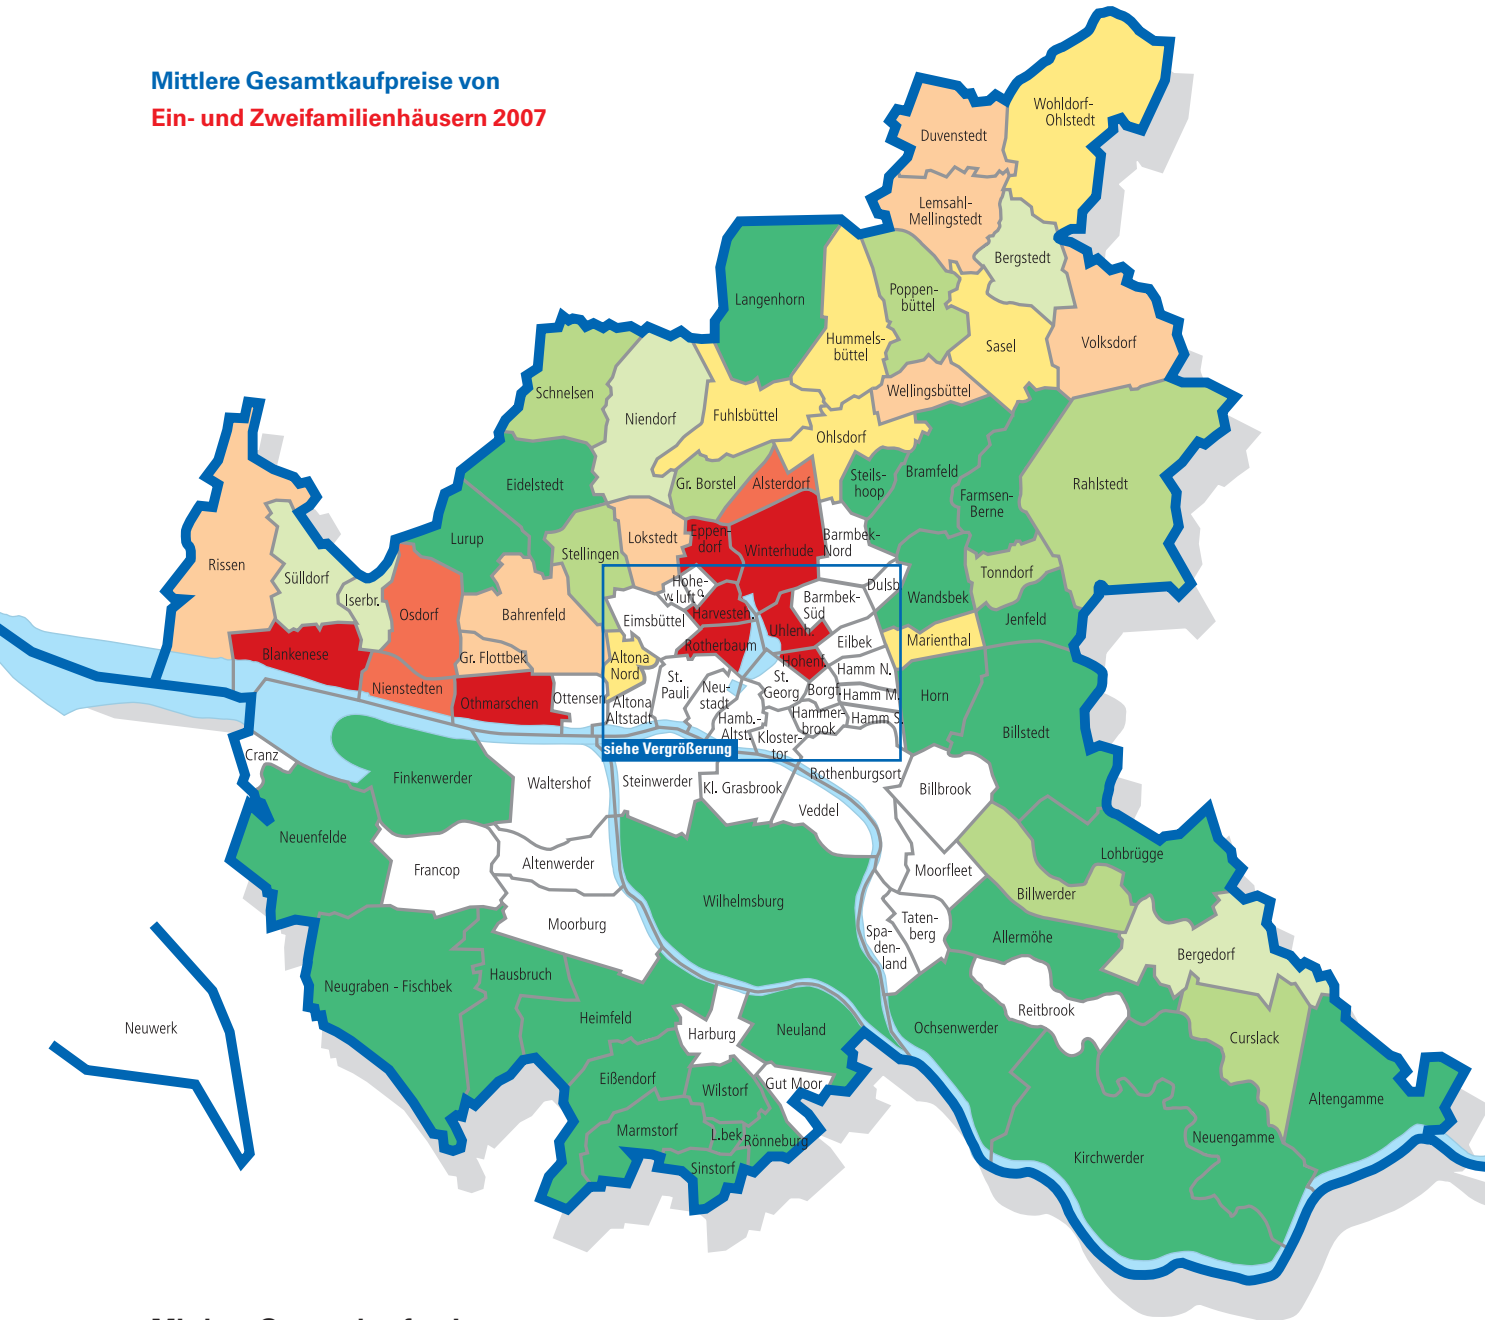 Mittlere Gesamtkaufpreise von
Ein- und Zweifamilienhäusern 2007
Wohldorf-
Ohlstedt
Duvenstedt
Lemsahl-
Mellingstedt
Bergstedt
Langenhorn
Poppen-
büttel
Hummels-
büttel
Sasel
Volksdorf
Schnelsen
Niendorf
Fuhlsbüttel
Wellingsbüttel
Ohlsdorf
Eidelstedt
Gr. Borstel
Alsterdorf
Steils-
hoop
Bramfeld
Farmsen-
Berne
Rahlstedt
Lurup
Stellingen
Lokstedt
Eppen-
dorf
Winterhude
Barmbek-
Nord
Rissen
Sülldorf
Iserbr.
Osdorf
Bahrenfeld
Hohe-
Dulsb
Tonndorf
Wandsbek
Jenfeld
Eimsbüttel
Harvesteh.
Barmbek-
Süd
Uhlenh.
Eilbek
Marienthal
Blankenese
Gr. Flottbek
Altona
Nord
Rotherbaum
Hohenf.
Hamm N.
Nienstedten
Othmarschen
Ottensen
Altona
Altstadt
St.
Pauli
Neu-
stadt
St.
Georg
Borgf.
Hamm M.
Hamm S.
Horn
Hamb.-
Altst.
Hammer-
brook
Kloster-
tor
Billstedt
siehe Vergrößerung
Cranz
Finkenwerder
Waltershof
Steinwerder
Kl. Grasbrook
Rothenburgsort
Billbrook
Veddel
Neuenfelde
Francop
Altenwerder
Moorfleet
Lohbrügge
Billwerder
Wilhelmsburg
Moorburg
Taten-
berg
Spa-
den-
land
Allermöhe
Bergedorf
Neugraben - Fischbek
Hausbruch
Heimfeld
Harburg
Neuland
Ochsenwerder
Reitbrook
Curslack
Neuwerk
Eißendorf
Wilstorf
Gut Moor
Altengamme
Marmstorf
L.bek
Rönneburg
Neuengamme
Sinstorf
Kirchwerder